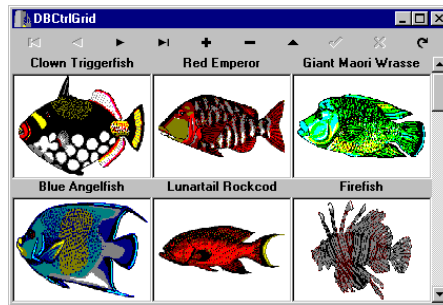 DBCtrlGrid
Clown Triggerfish Red Emperor Giant Maori Wrasse
Blue Angelfish Lunartail Rockcod Firefish